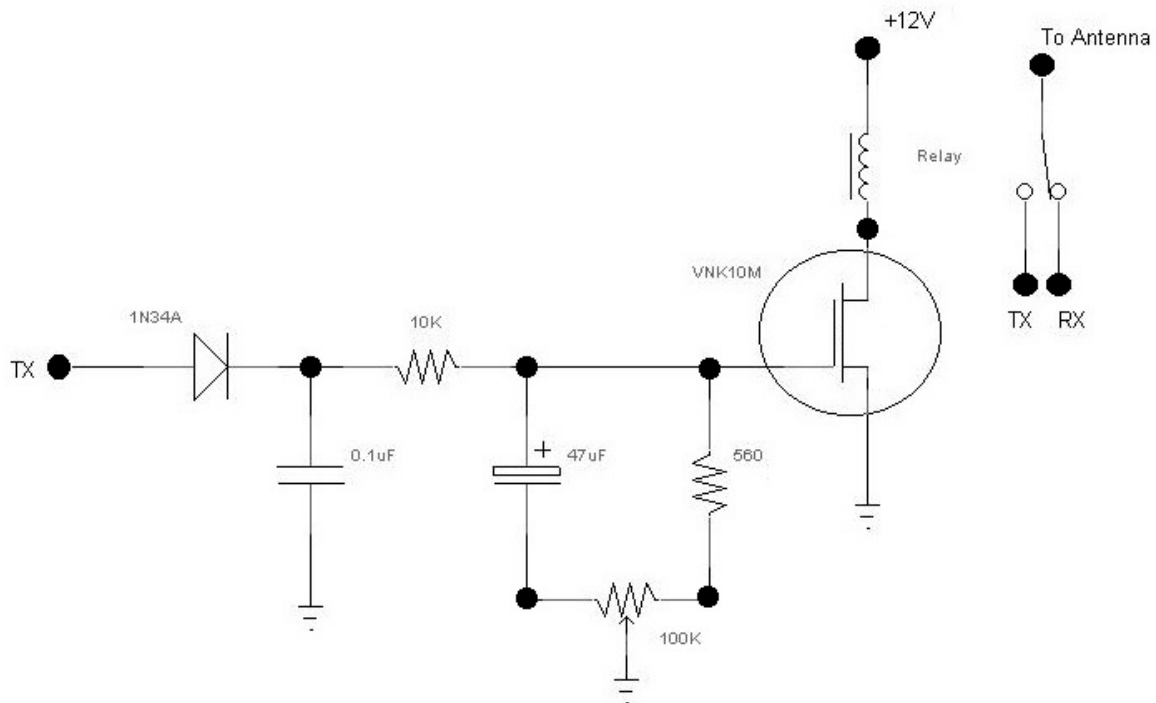 +12V
To Antenna
Relay
VNK10M
TX RX
1N34A
10K
TX
0.1uF
+
47uF
560
100K